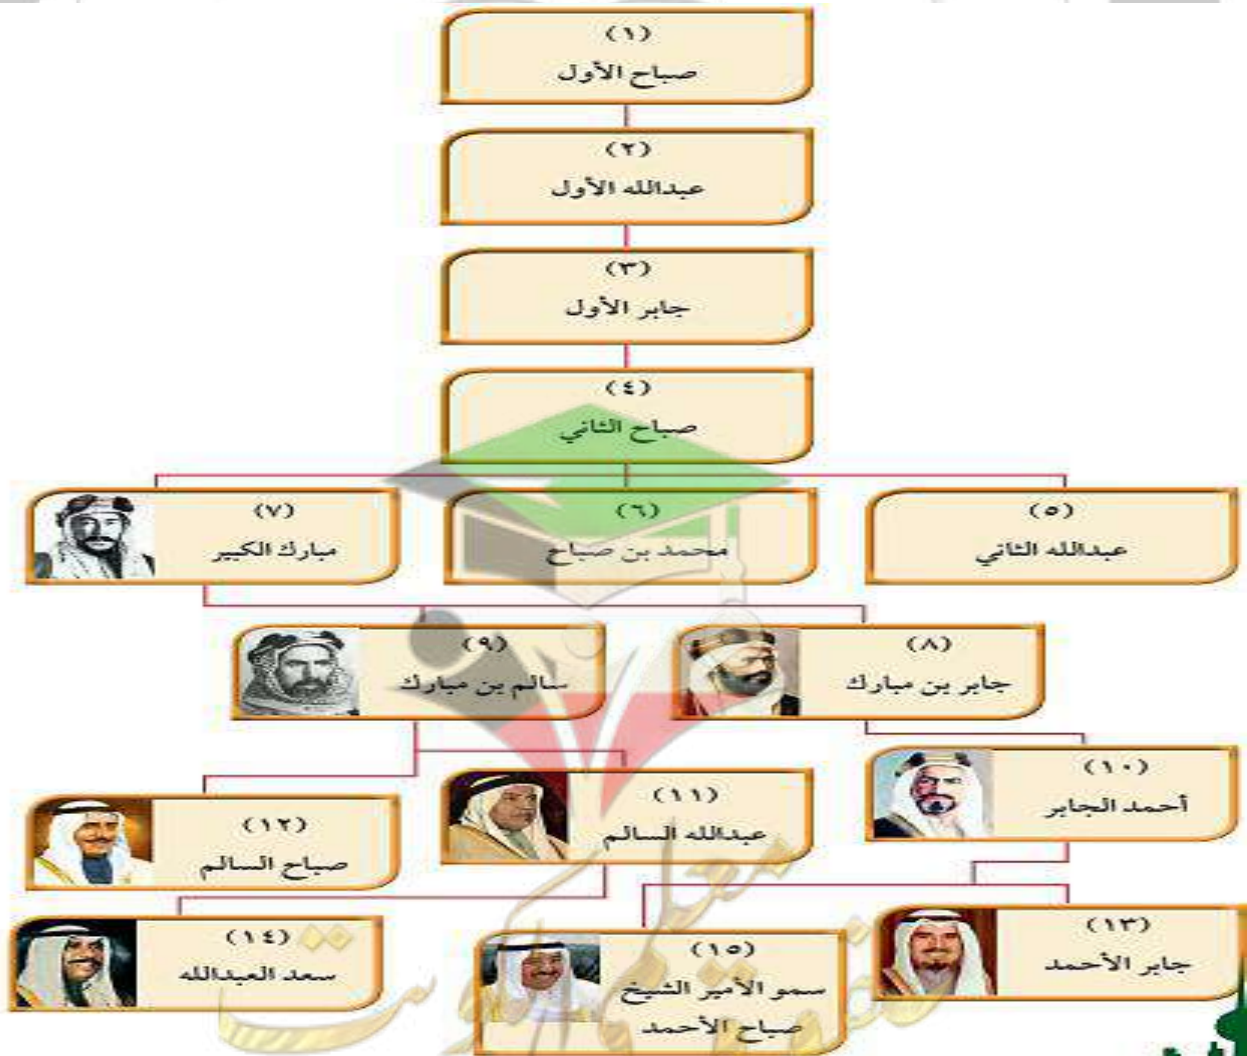 (١)
صباح الأول
(٢)
عبدالله الأول
(٣)
جابر الأول
(٤)
صباح الثاني
(٥)
عبدالله الثاني
(٦)
محمد بن صباح
(٧)
مبارك الكبير
(٨)
جابر بن مبارك
(٩)
سالم بن مبارك
(١٠)
أحمد الجابر
(١١)
عبدالله السالم
(١٢)
صباح السالم
(١٣)
جابر الأحمد
(١٤)
سعد العبدالله
(١٥)
سمو الأمير الشيخ
صباح الأحمد